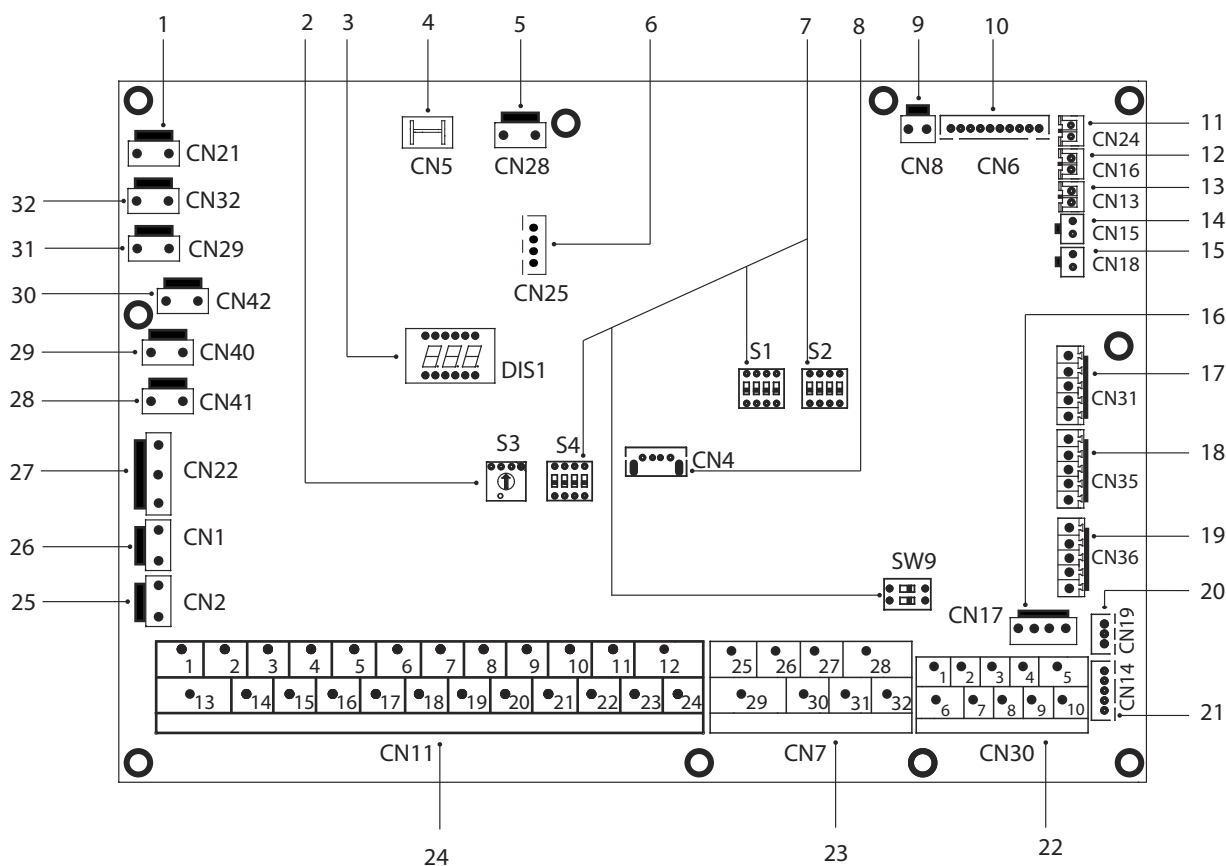 1 2 3 4 5 6 7 8 9 10
CN21
CN5
CN28
CN8
CN6
CN24
11
CN16
12
CN13
13
CN15
14
CN18
15
32
CN32
31
CN29
CN25
30
CN42
29
CN40
3
DIS1
S1
S2
16
28
CN41
CN31
17
27
CN22
S3
S4
CN4
CN35
18
26
CN1
CN36
19
25
CN2
SW9
CN17
CN19
20
CN14
21
1 2 3 4 5 6 7 8 9 10 11 12
13 14 15 16 17 18 19 20 21 22 23 24
CN11
25 26 27 28
29 30 31 32
CN7
1 2 3 4 5
6 7 8 9 10
CN30
24
23
22